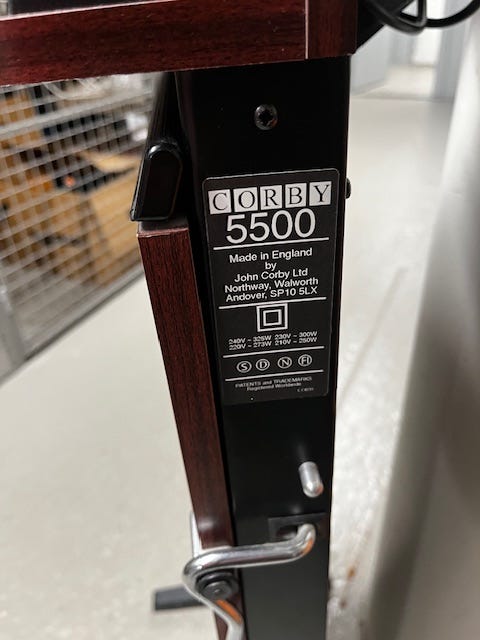 CORBY
5500
Made in England
by
John Corby Ltd
Northway, Walworth
Andover, SP10 5LX
240V ~ 325W 230V ~ 300W
220V ~ 273W 210V ~ 250W
S D N FI
PATENTS and TRADEMARKS
Registered Worldwide